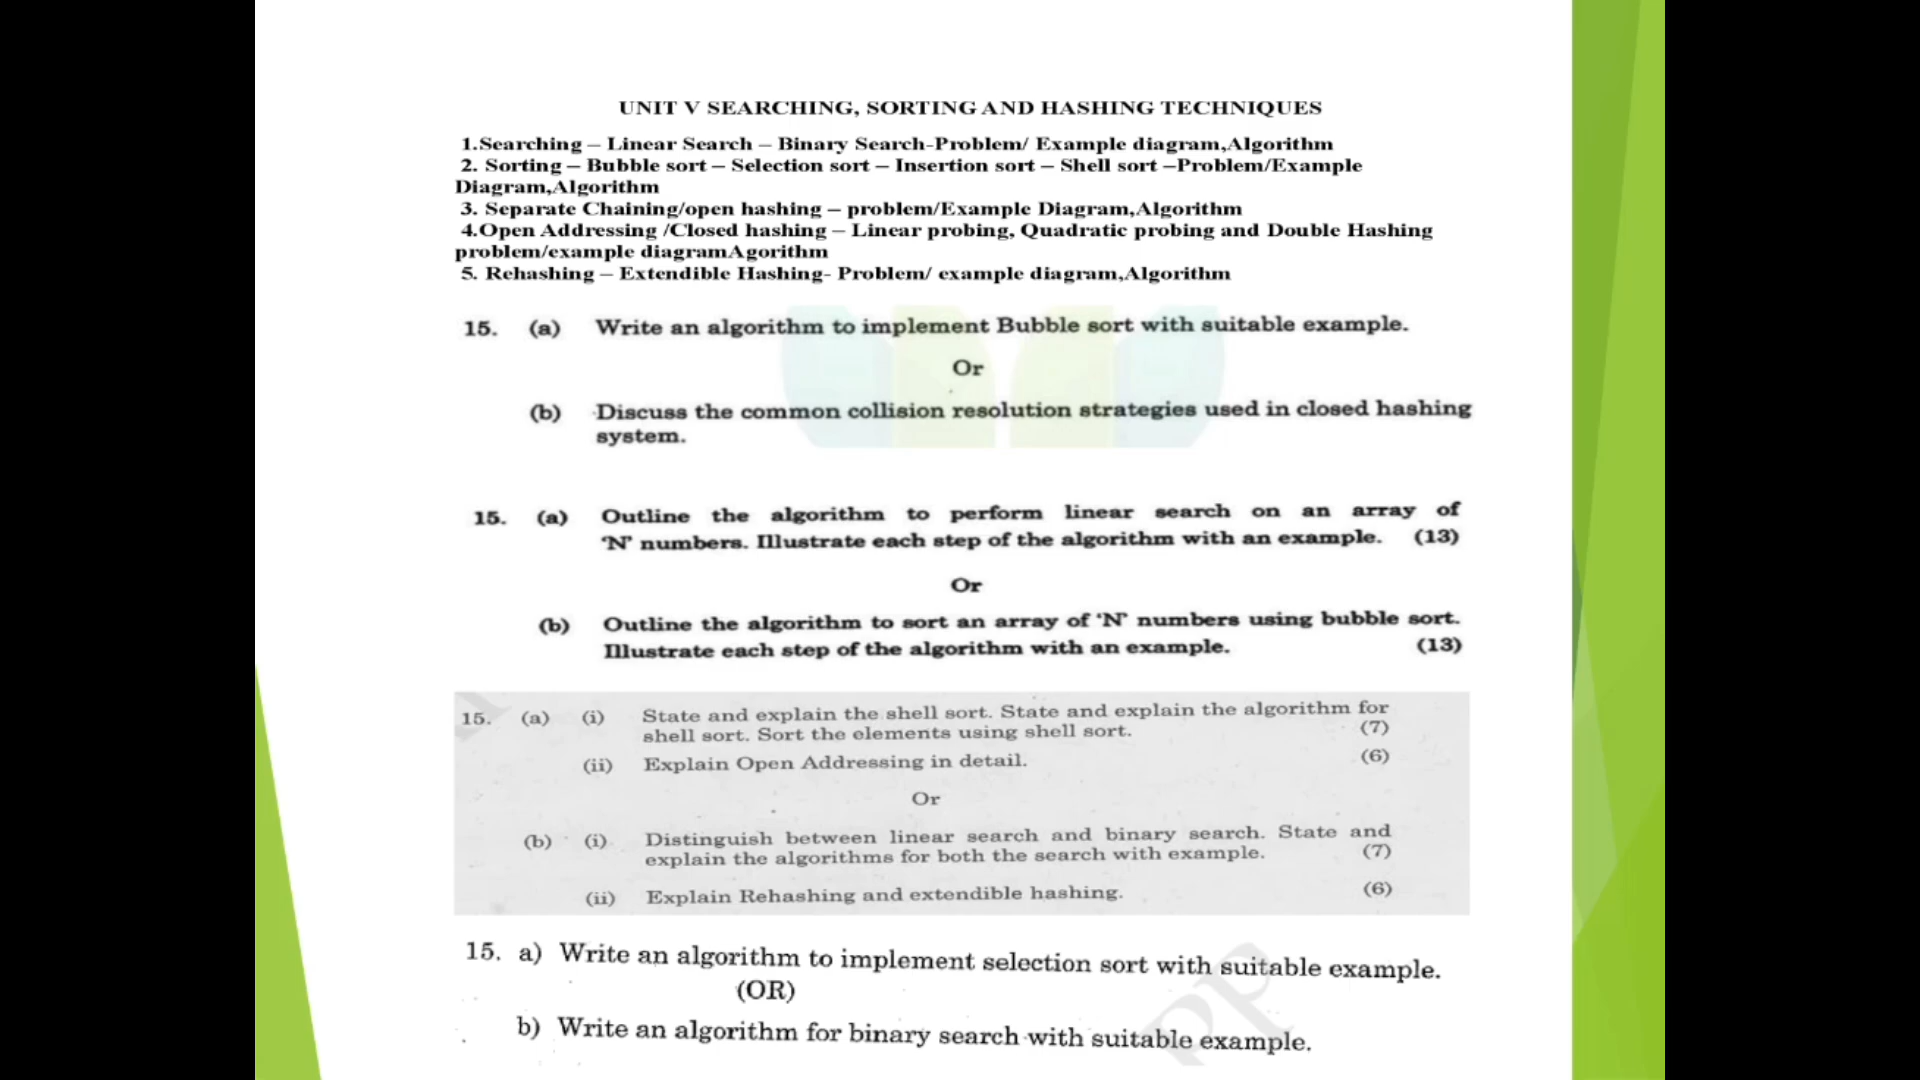 UNIT V SEARCHING, SORTING AND HASHING TECHNIQUES
1.Searching – Linear Search – Binary Search-Problem/ Example diagram,Algorithm
2. Sorting – Bubble sort – Selection sort – Insertion sort – Shell sort –Problem/Example
Diagram,Algorithm
3. Separate Chaining/open hashing – problem/Example Diagram,Algorithm
4.Open Addressing /Closed hashing – Linear probing, Quadratic probing and Double Hashing
problem/example diagramAgorithm
5. Rehashing – Extendible Hashing- Problem/ example diagram,Algorithm
15. (a) Write an algorithm to implement Bubble sort with suitable example.
Or
(b) Discuss the common collision resolution strategies used in closed hashing
system.
15. (a) Outline the algorithm to perform linear search on an array of
'N' numbers. Illustrate each step of the algorithm with an example. (13)
Or
(b) Outline the algorithm to sort an array of 'N' numbers using bubble sort.
Illustrate each step of the algorithm with an example. (13)
15. (a) (i) State and explain the shell sort. State and explain the algorithm for
shell sort. Sort the elements using shell sort. (7)
(ii) Explain Open Addressing in detail. (6)
Or
(b) (i) Distinguish between linear search and binary search. State and
explain the algorithms for both the search with example. (7)
(ii) Explain Rehashing and extendible hashing. (6)
15. a) Write an algorithm to implement selection sort with suitable example.
(OR)
b) Write an algorithm for binary search with suitable example.